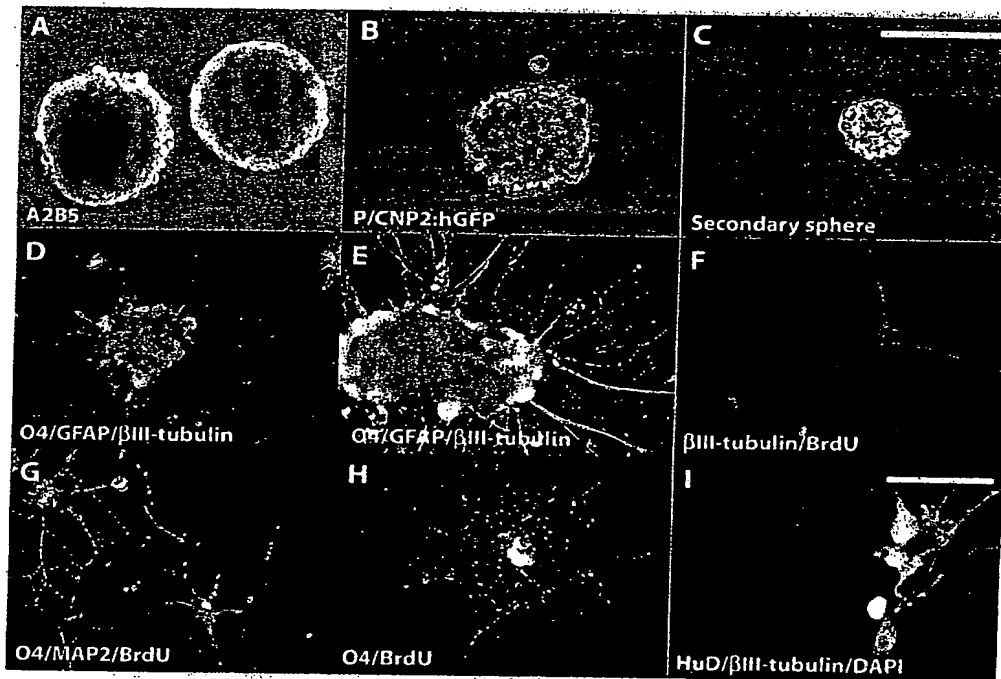 A
A2B5
B
P/CNP2:hGFP
C
Secondary sphere
D
O4/GFAP/βIII-tubulin
E
O4/GFAP/βIII-tubulin
F
βIII-tubulin/BrdU
G
O4/MAP2/BrdU
H
O4/BrdU
I
HuD/βIII-tubulin/DAPI